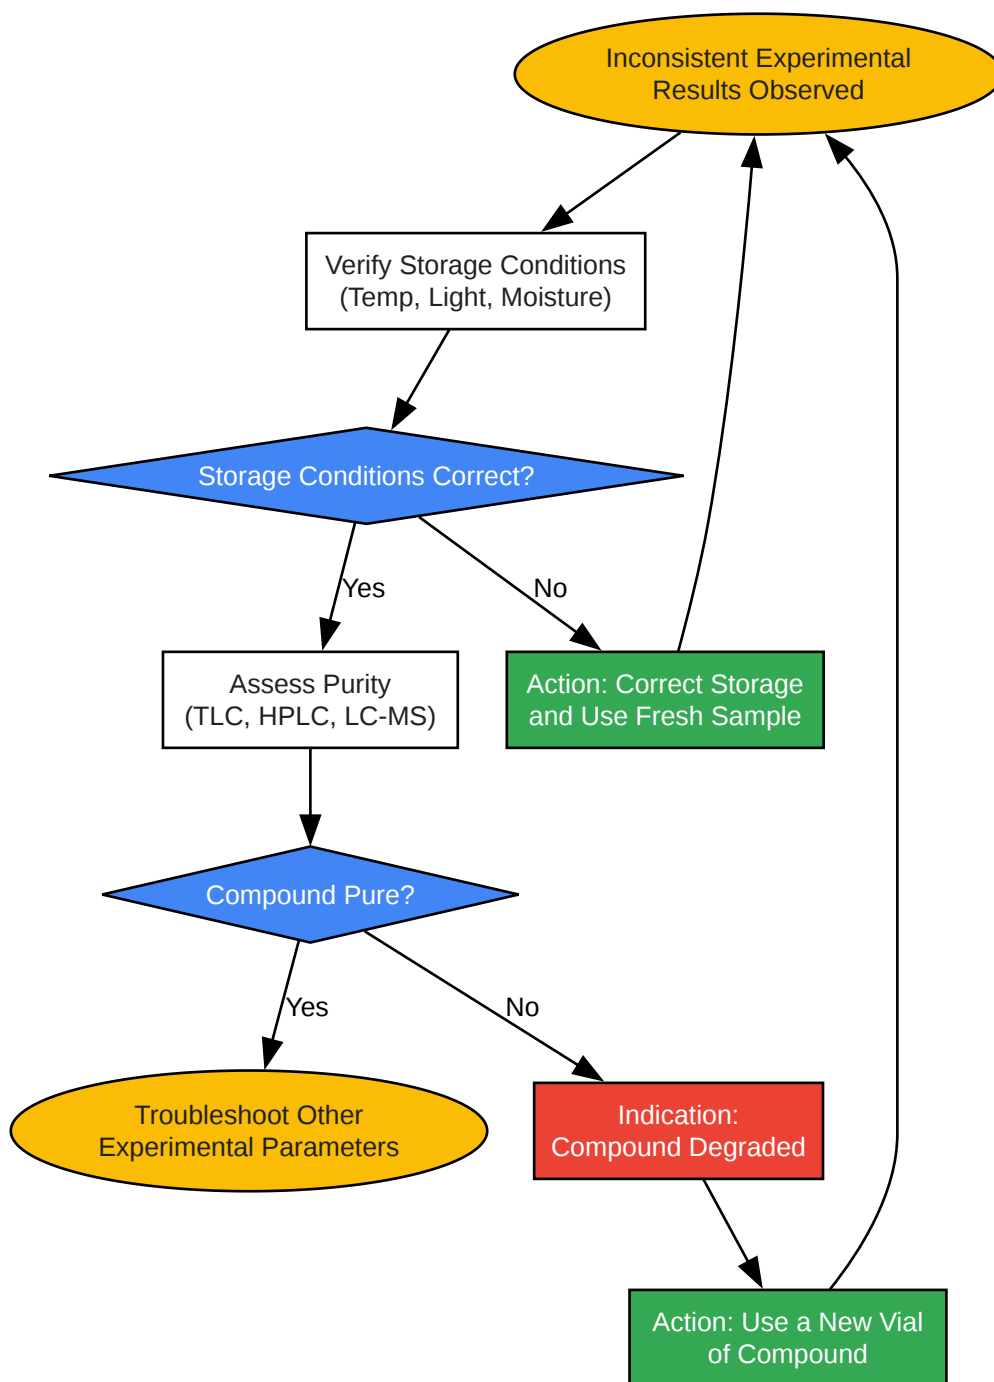 Inconsistent Experimental
Results Observed
Verify Storage Conditions
(Temp, Light, Moisture)
Storage Conditions Correct?
Yes
No
Assess Purity
(TLC, HPLC, LC-MS)
Action: Correct Storage
and Use Fresh Sample
Compound Pure?
Yes
No
Troubleshoot Other
Experimental Parameters
Indication:
Compound Degraded
Action: Use a New Vial
of Compound